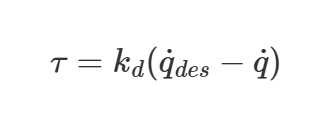 τ = k_d(q̇_des − q̇)